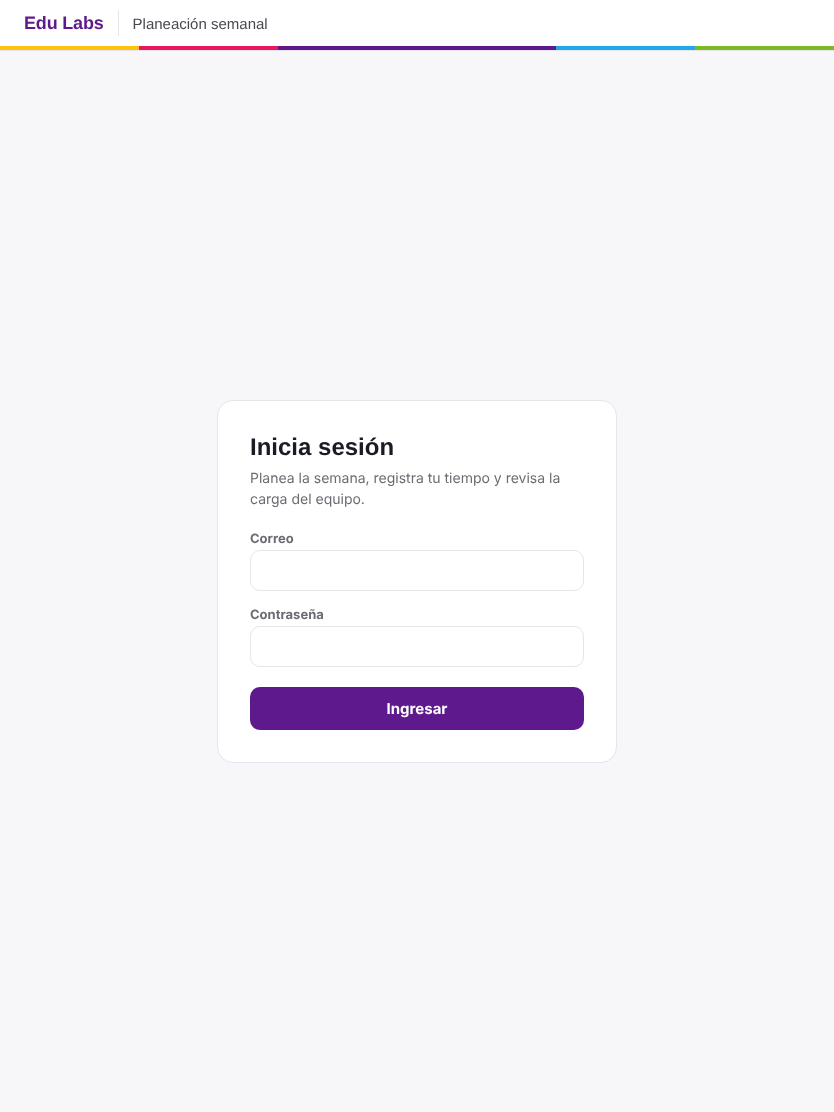 Edu Labs
Planeación semanal
Inicia sesión
Planea la semana, registra tu tiempo y revisa la
carga del equipo.
Correo
Contraseña
Ingresar